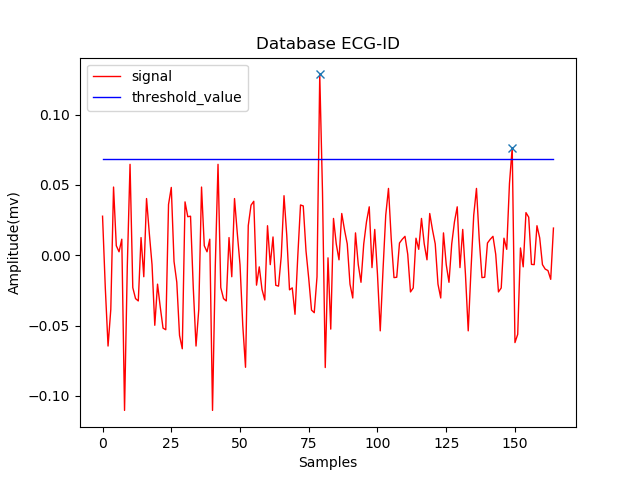 Database ECG-ID
signal
threshold_value
Amplitude(mv)
0.10
0.05
0.00
−0.05
−0.10
0 25 50 75 100 125 150
Samples